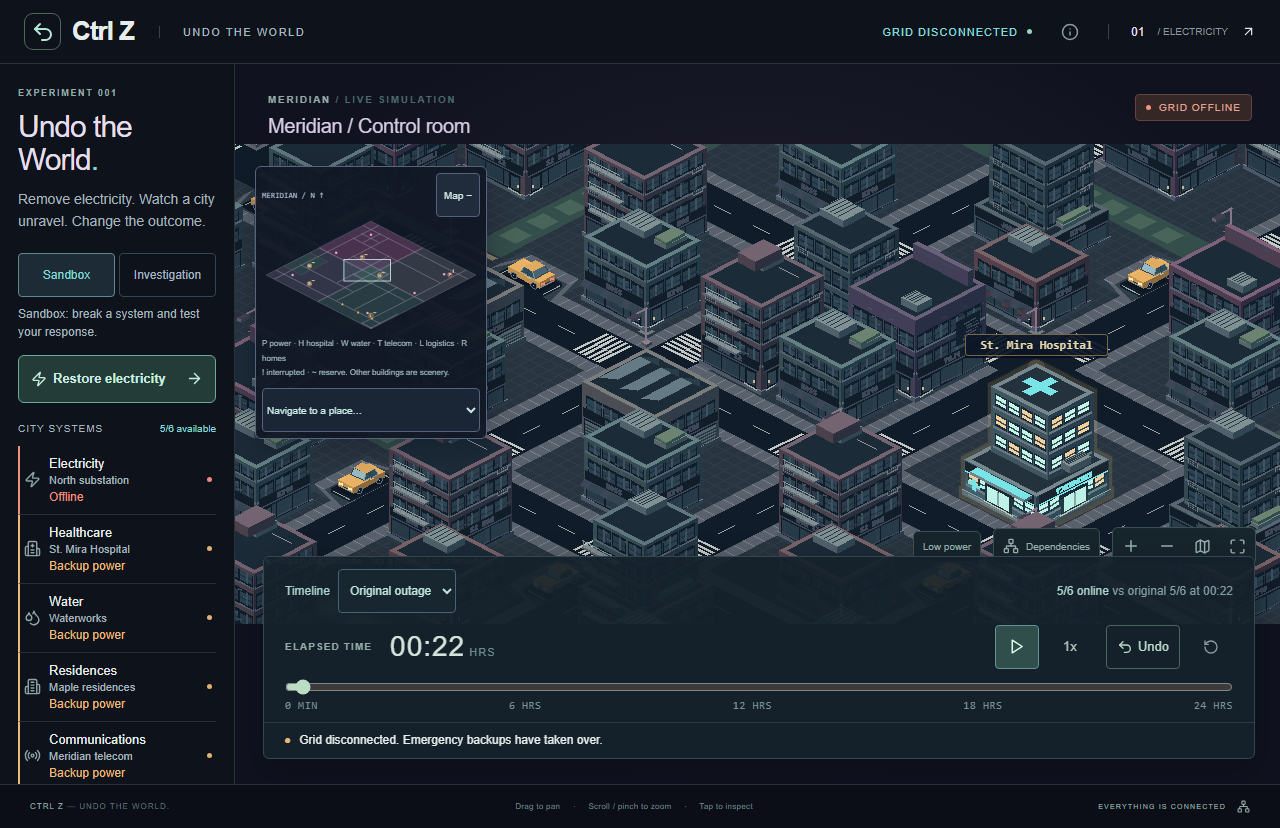 Ctrl Z
UNDO THE WORLD
GRID DISCONNECTED
01 / ELECTRICITY
EXPERIMENT 001
Undo the
World.
Remove electricity. Watch a city
unravel. Change the outcome.
Sandbox
Investigation
Sandbox: break a system and test
your response.
Restore electricity
CITY SYSTEMS
5/6 available
Electricity
North substation
Offline
Healthcare
St. Mira Hospital
Backup power
Water
Waterworks
Backup power
Residences
Maple residences
Backup power
Communications
Meridian telecom
Backup power
MERIDIAN / LIVE SIMULATION
Meridian / Control room
GRID OFFLINE
MERIDIAN / N ↑
Map −
P power · H hospital · W water · T telecom · L logistics · R
homes
! interrupted · ~ reserve. Other buildings are scenery.
Navigate to a place...
St. Mira Hospital
Low power
Dependencies
Timeline
Original outage
5/6 online vs original 5/6 at 00:22
ELAPSED TIME 00:22 HRS
1x
Undo
0 MIN
6 HRS
12 HRS
18 HRS
24 HRS
Grid disconnected. Emergency backups have taken over.
CTRL Z — UNDO THE WORLD.
Drag to pan · Scroll / pinch to zoom · Tap to inspect
EVERYTHING IS CONNECTED